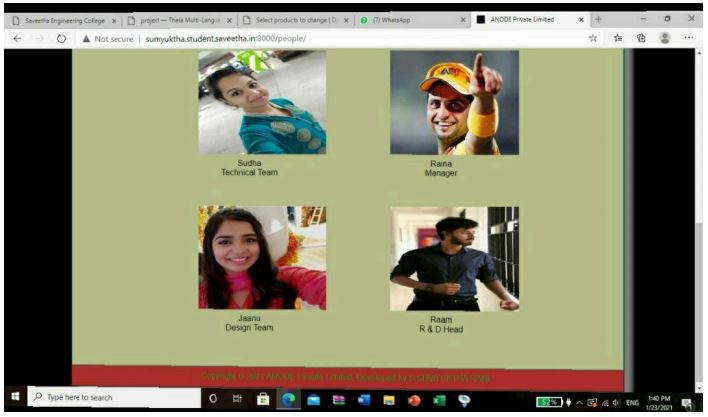 Saveetha Engineering College
project — Theia Multi-Langu
Select products to change | Dj
(7) WhatsApp
ANODE Private Limited
Not secure | sumyuktha.student.saveetha.in:8000/people/
Sudha
Technical Team
Raina
Manager
Jaanu
Design Team
Raam
R & D Head
Copyright © 2021 ANODE Private Limited, Developed by
Type here to search
52%
ENG
1:40 PM
1/23/2021